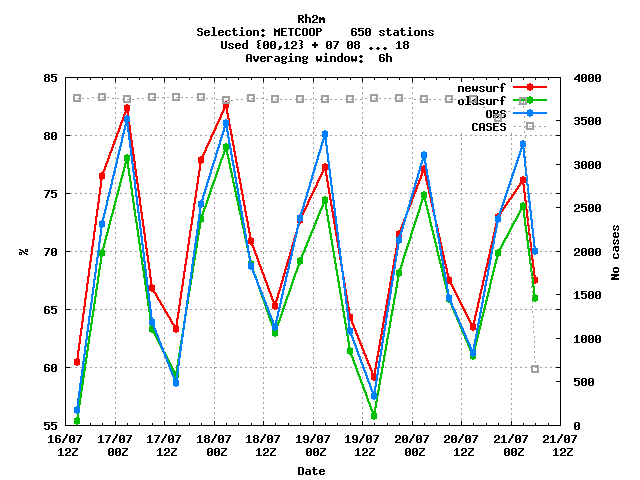 Rh2m
Selection: METCOOP    650 stations
Used {00,12} + 07 08 ... 18
Averaging window:  6h
85
80
75
70
65
60
55
%
4000
3500
3000
2500
2000
1500
1000
500
0
No cases
newsurf
oldsurf
OBS
CASES
16/07 17/07 17/07 18/07 18/07 19/07 19/07 20/07 20/07 21/07 21/07
12Z 00Z 12Z 00Z 12Z 00Z 12Z 00Z 12Z 00Z 12Z
Date